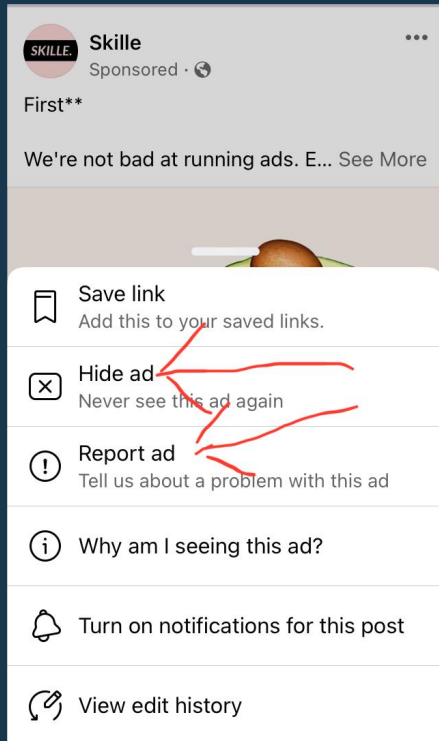 SKILLE.
Skille
Sponsored ·
First**
We're not bad at running ads. E... See More
Save link
Add this to your saved links.
Hide ad
Never see this ad again
Report ad
Tell us about a problem with this ad
Why am I seeing this ad?
Turn on notifications for this post
View edit history